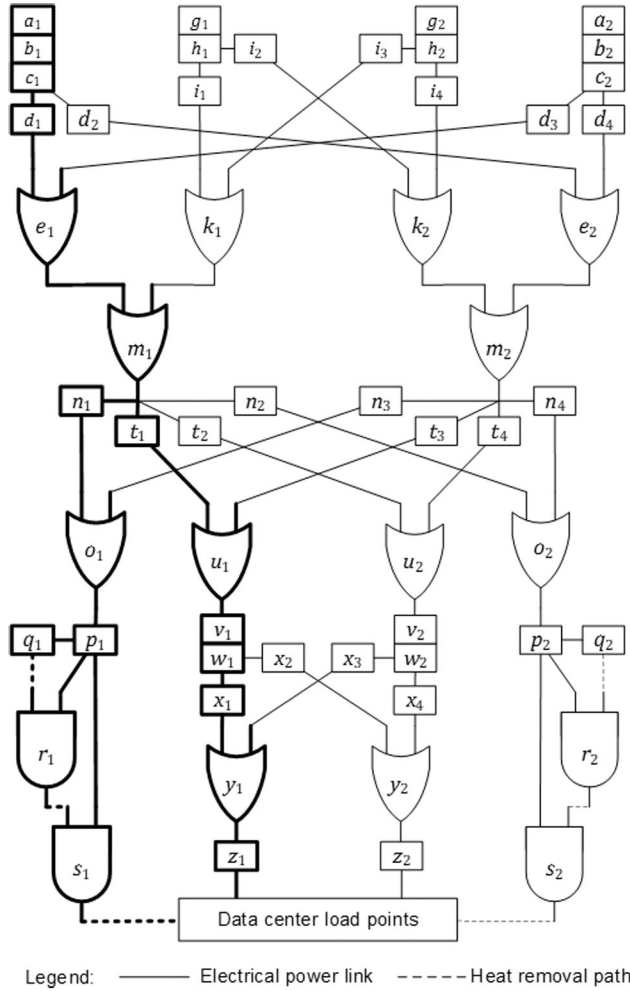 a₁ g₁ g₂ a₂
b₁ h₁ i₂ i₃ h₂ b₂
c₁ c₂
i₁ i₄
d₁ d₂ d₃ d₄
e₁ k₁ k₂ e₂
m₁ m₂
n₁ n₂ n₃ n₄
t₁ t₂ t₃ t₄
o₁ u₁ u₂ o₂
v₁ v₂
q₁ p₁ p₂ q₂
w₁ x₂ x₃ w₂
x₁ x₄
r₁ r₂
y₁ y₂
z₁ z₂
s₁ s₂
Data center load points
Legend: Electrical power link Heat removal path